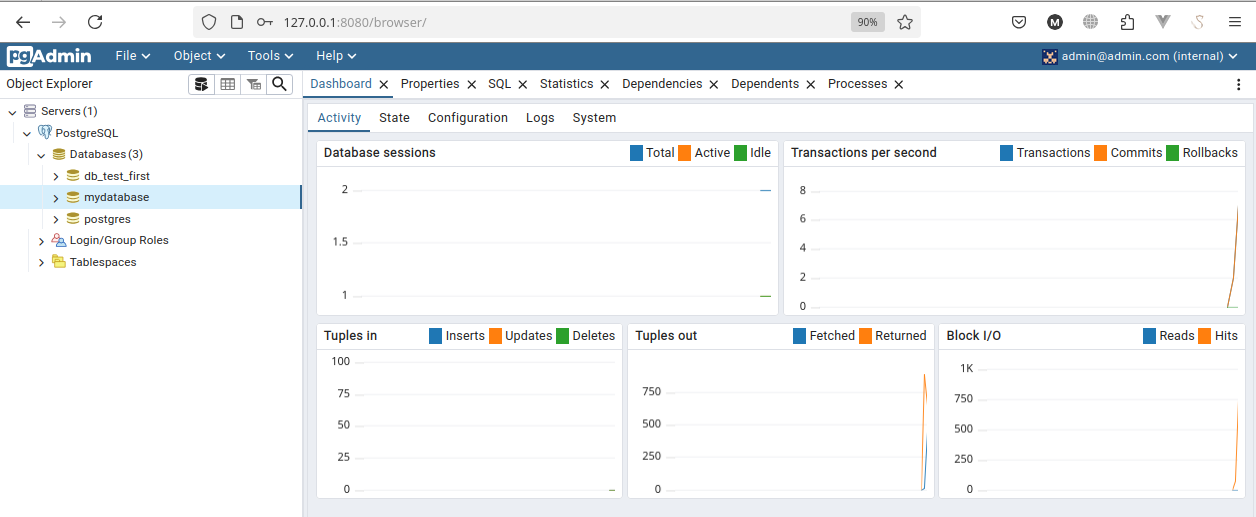 127.0.0.1:8080/browser/ 90% M S
pgAdmin File Object Tools Help admin@admin.com (internal)
Object Explorer Dashboard Properties SQL Statistics Dependencies Dependents Processes
Servers (1)
PostgreSQL
Databases (3)
db_test_first
mydatabase
postgres
Login/Group Roles
Tablespaces
Activity State Configuration Logs System
Database sessions Total Active Idle
2
1.5
1
Transactions per second Transactions Commits Rollbacks
8
6
4
2
0
Tuples in Inserts Updates Deletes
100
75
50
25
0
Tuples out Fetched Returned
750
500
250
0
Block I/O Reads Hits
1K
750
500
250
0